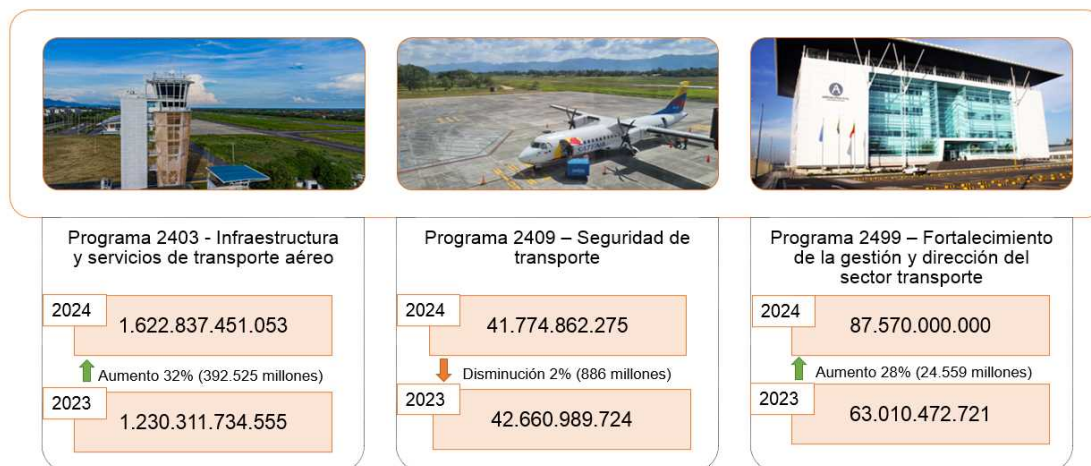 SATENA
Programa 2403 - Infraestructura
y servicios de transporte aéreo
2024
1.622.837.451.053
Aumento 32% (392.525 millones)
2023
1.230.311.734.555
Programa 2409 – Seguridad de
transporte
2024
41.774.862.275
Disminución 2% (886 millones)
2023
42.660.989.724
Programa 2499 – Fortalecimiento
de la gestión y dirección del
sector transporte
2024
87.570.000.000
Aumento 28% (24.559 millones)
2023
63.010.472.721